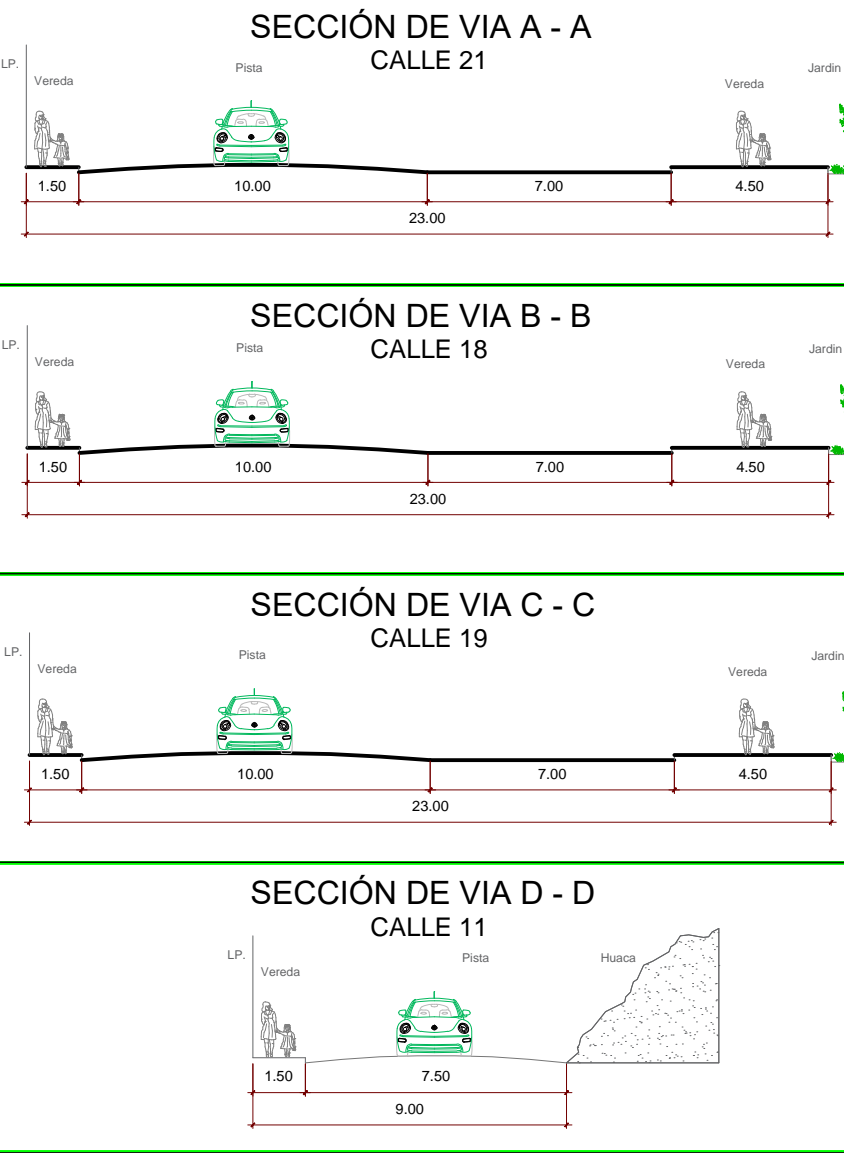 SECCIÓN DE VIA A - A
CALLE 21
LP.
Vereda
Pista
Vereda
Jardin
1.50
10.00
7.00
4.50
23.00
SECCIÓN DE VIA B - B
CALLE 18
LP.
Vereda
Pista
Vereda
Jardin
1.50
10.00
7.00
4.50
23.00
SECCIÓN DE VIA C - C
CALLE 19
LP.
Vereda
Pista
Vereda
Jardin
1.50
10.00
7.00
4.50
23.00
SECCIÓN DE VIA D - D
CALLE 11
LP.
Vereda
Pista
Huaca
1.50
7.50
9.00